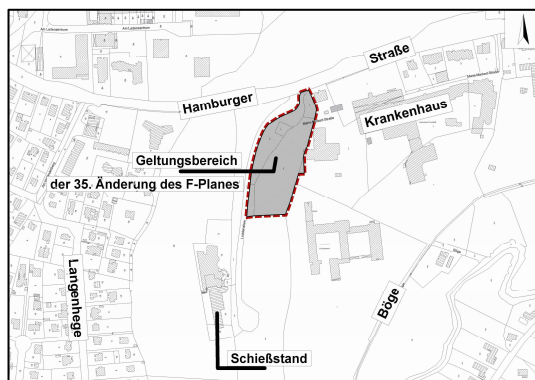 Straße
Hamburger
Krankenhaus
Geltungsbereich
der 35. Änderung des F-Planes
Langenhege
Böge
Schießstand